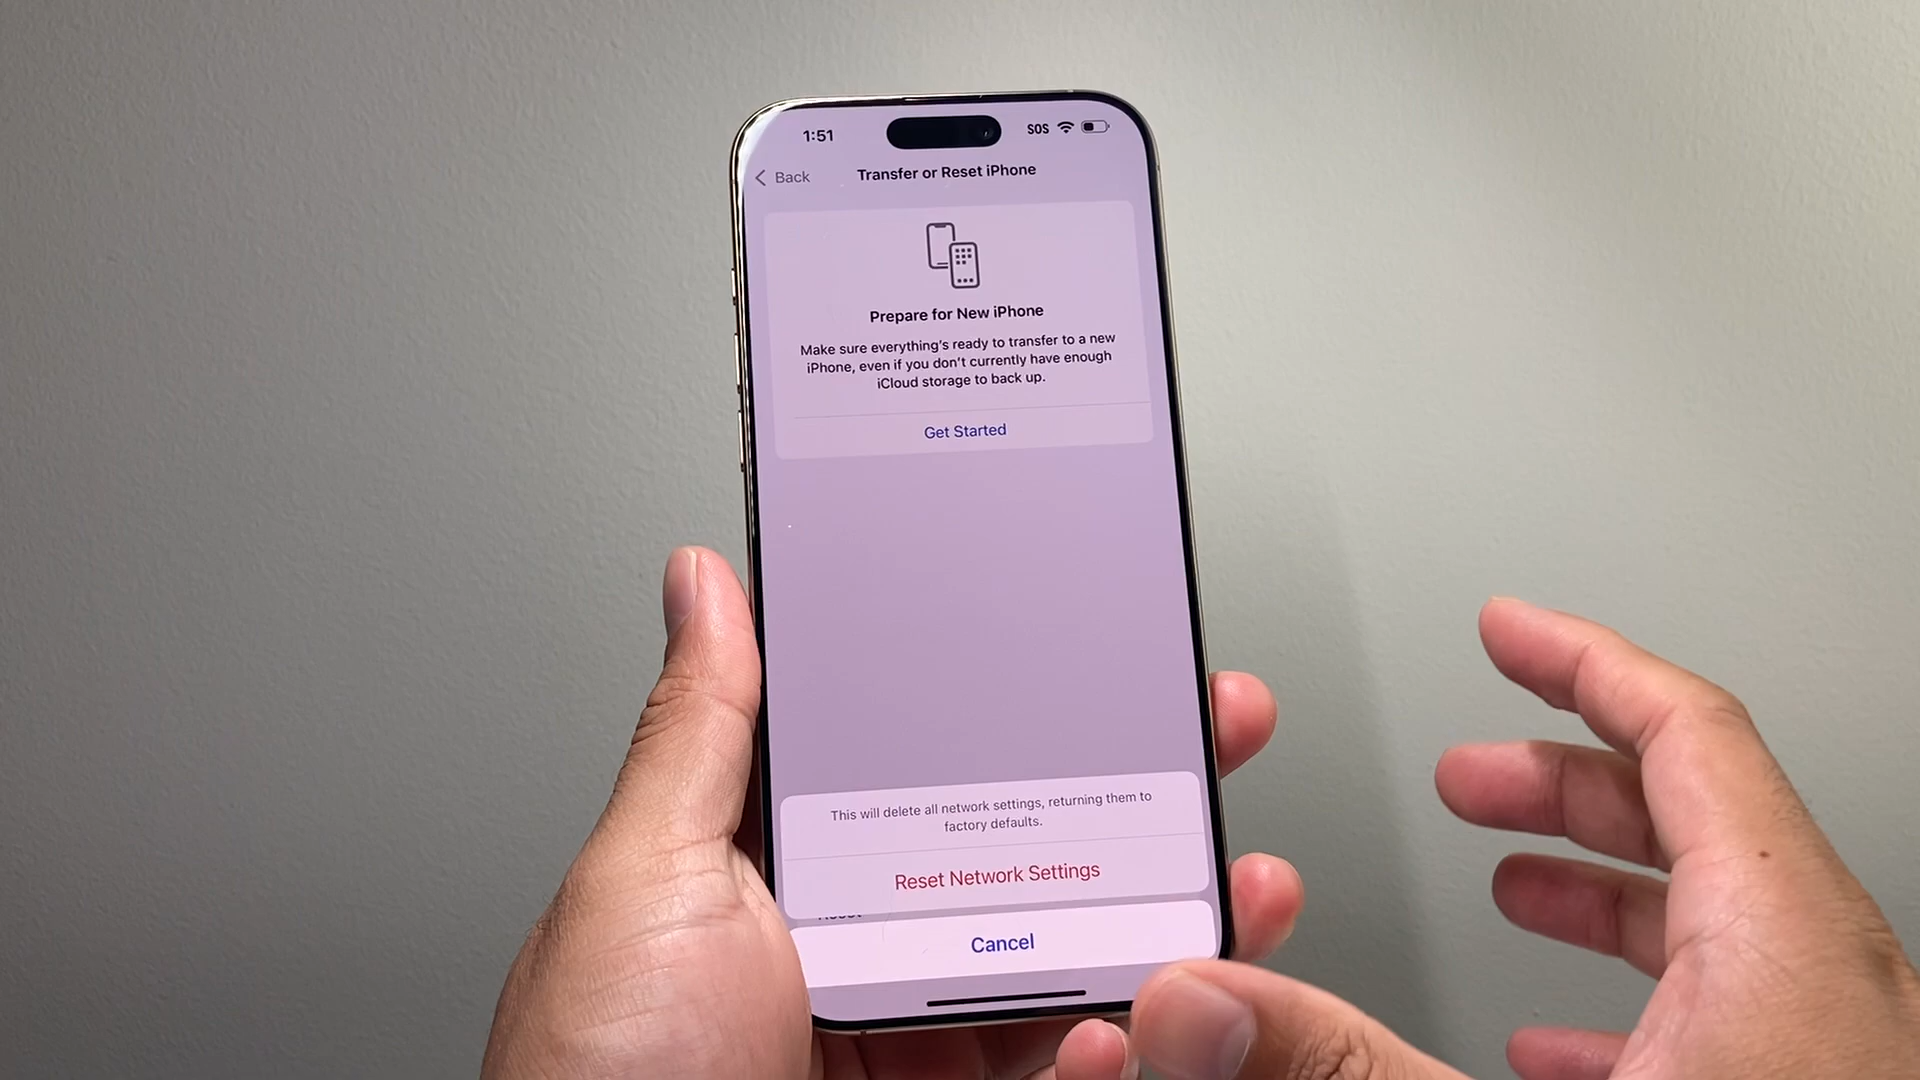 1:51
SOS
Back
Transfer or Reset iPhone
Prepare for New iPhone
Make sure everything's ready to transfer to a new
iPhone, even if you don't currently have enough
iCloud storage to back up.
Get Started
This will delete all network settings, returning them to
factory defaults.
Reset Network Settings
Cancel